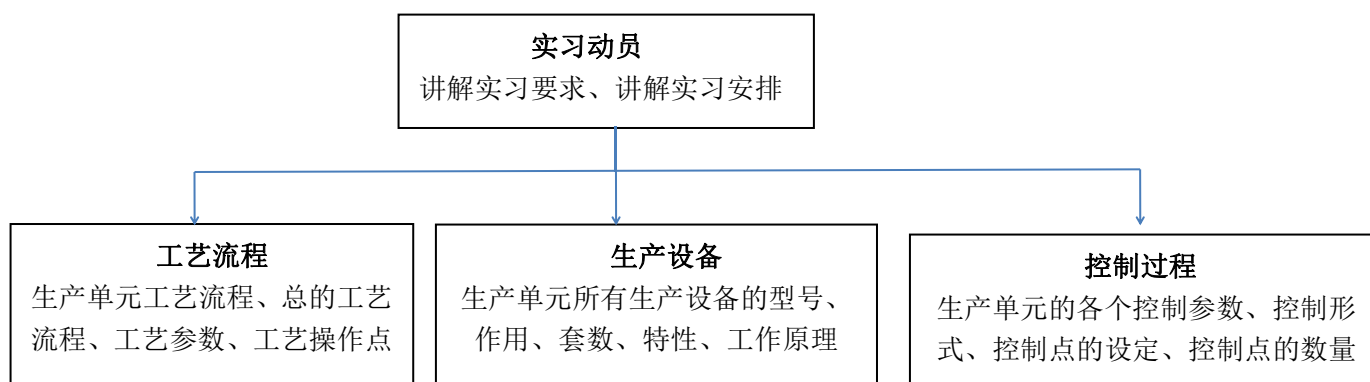 实习动员
讲解实习要求、讲解实习安排
工艺流程
生产单元工艺流程、总的工艺
流程、工艺参数、工艺操作点
生产设备
生产单元所有生产设备的型号、
作用、套数、特性、工作原理
控制过程
生产单元的各个控制参数、控制形
式、控制点的设定、控制点的数量